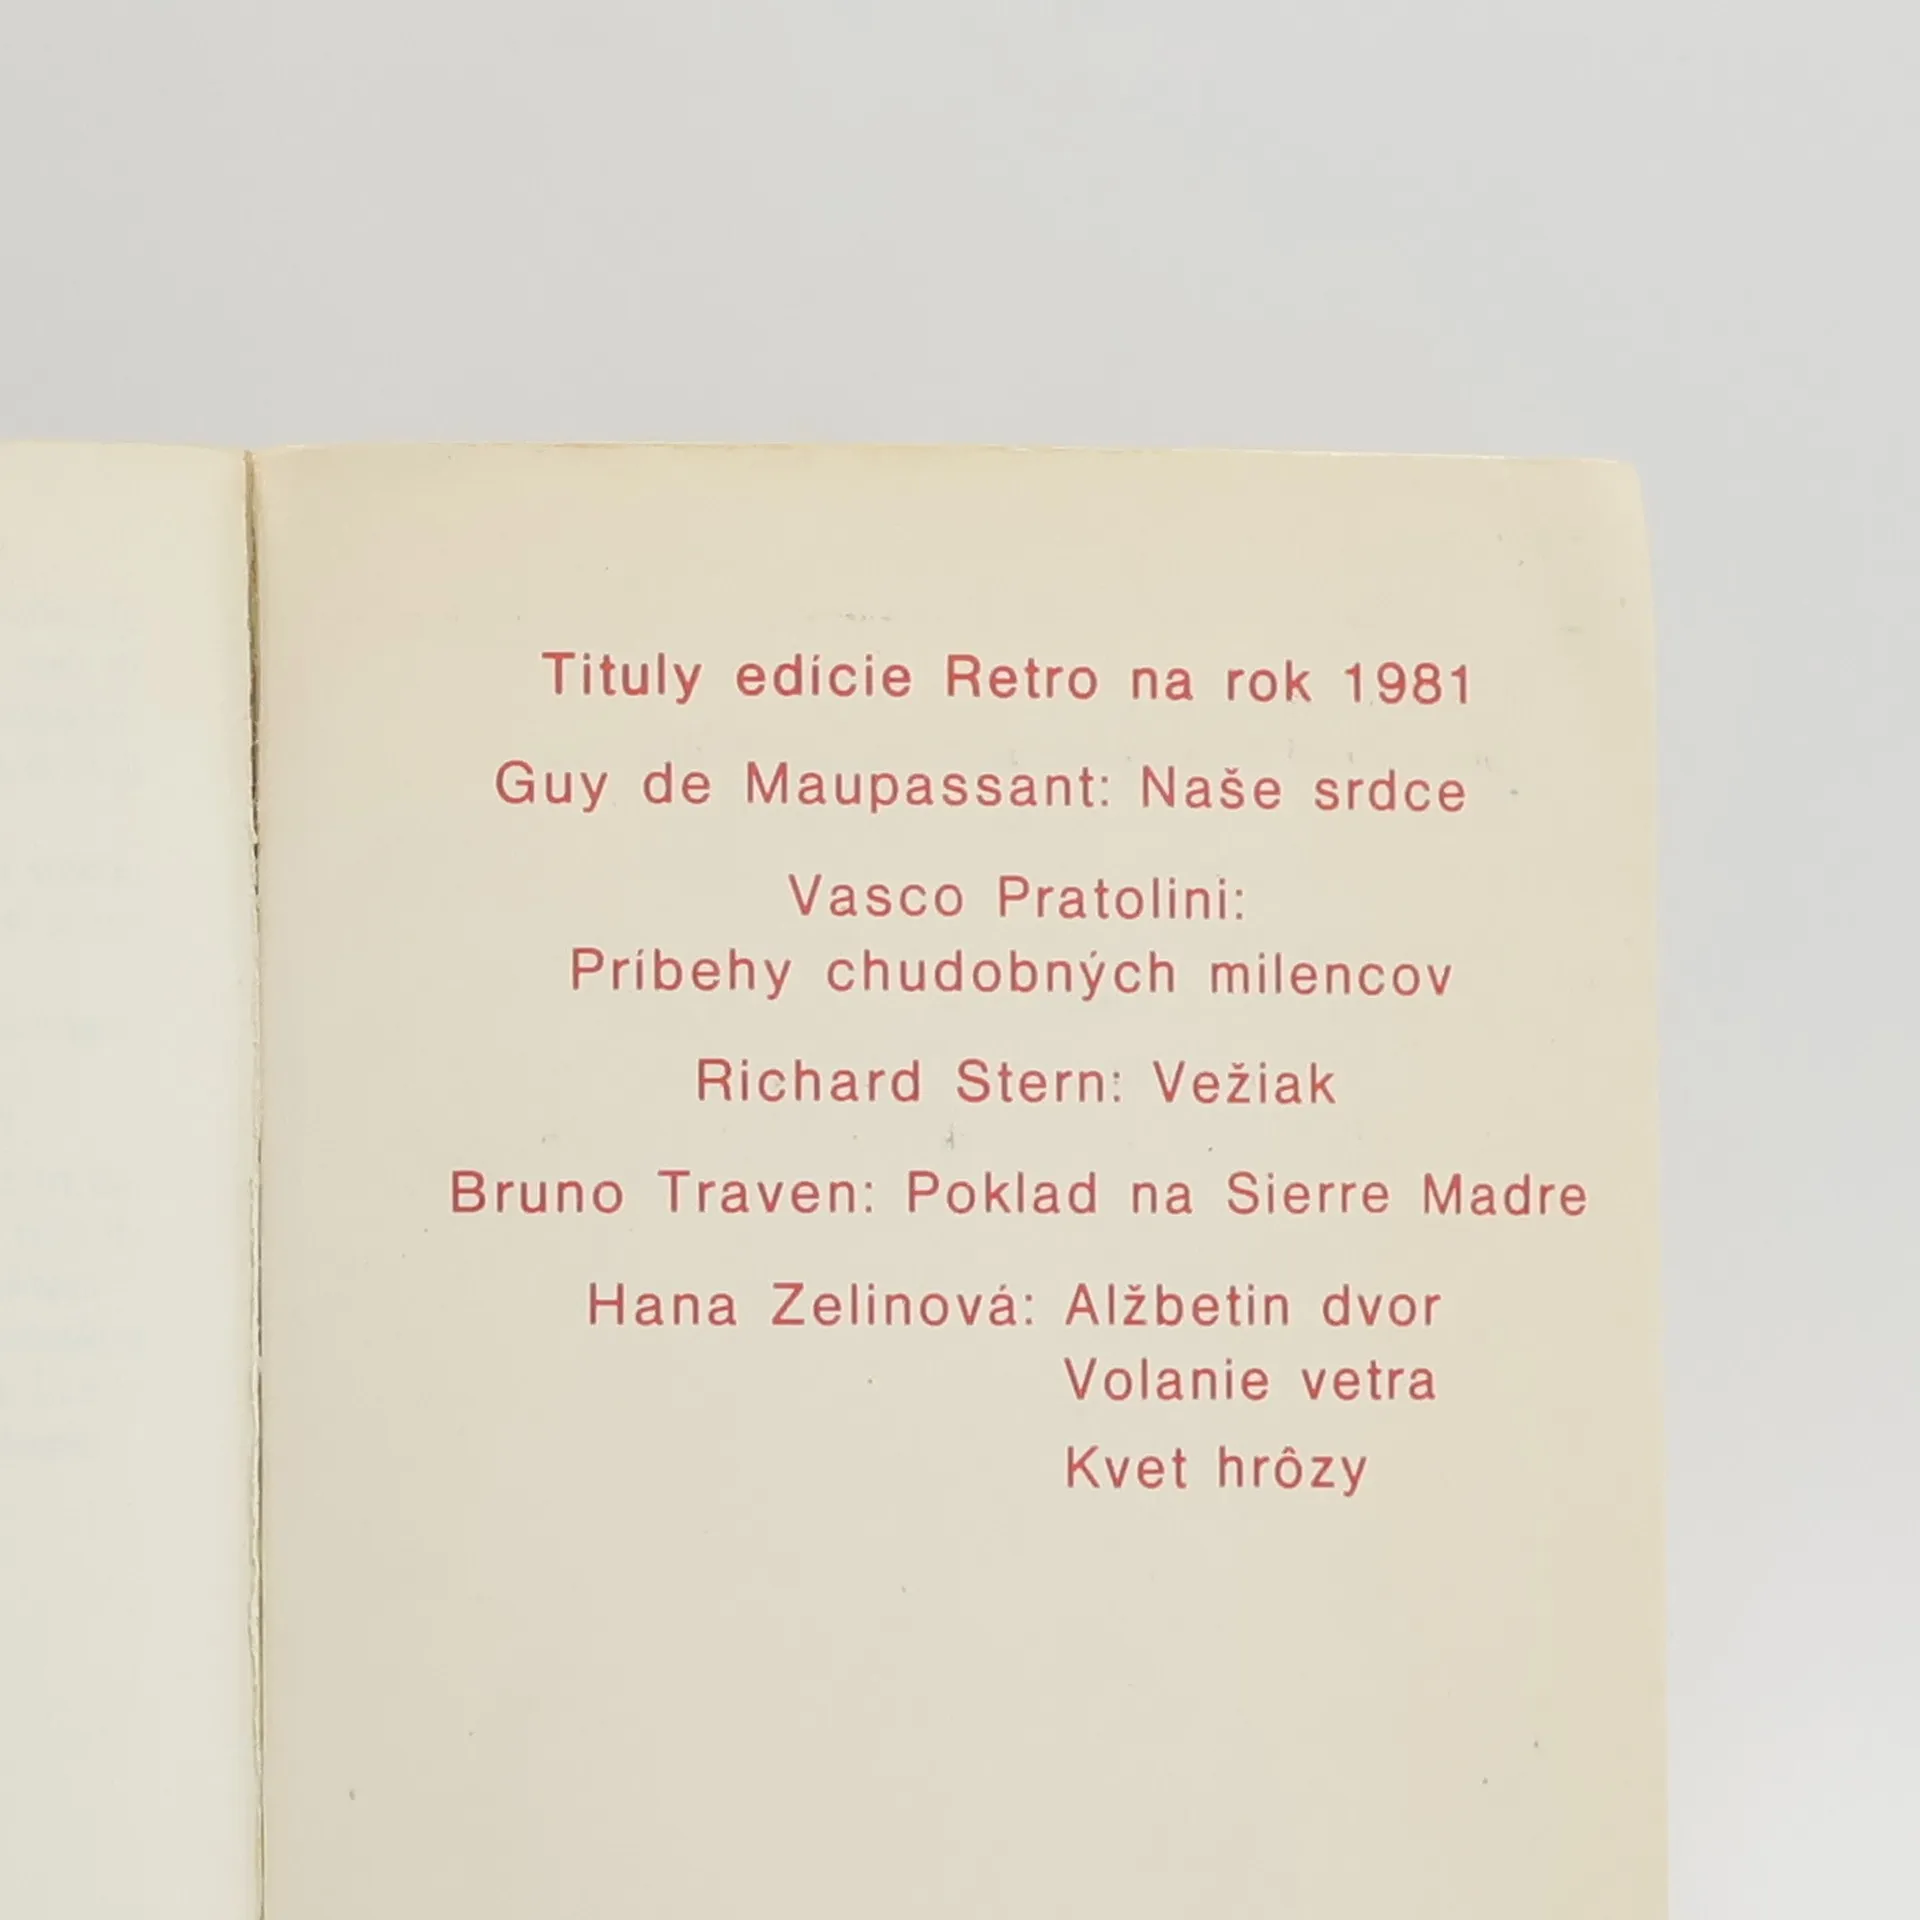 Tituly edície Retro na rok 1981
Guy de Maupassant: Naše srdce
Vasco Pratolini:
Príbehy chudobných milencov
Richard Stern: Vežiak
Bruno Traven: Poklad na Sierre Madre
Hana Zelinová: Alžbetin dvor
Volanie vetra
Kvet hrôzy